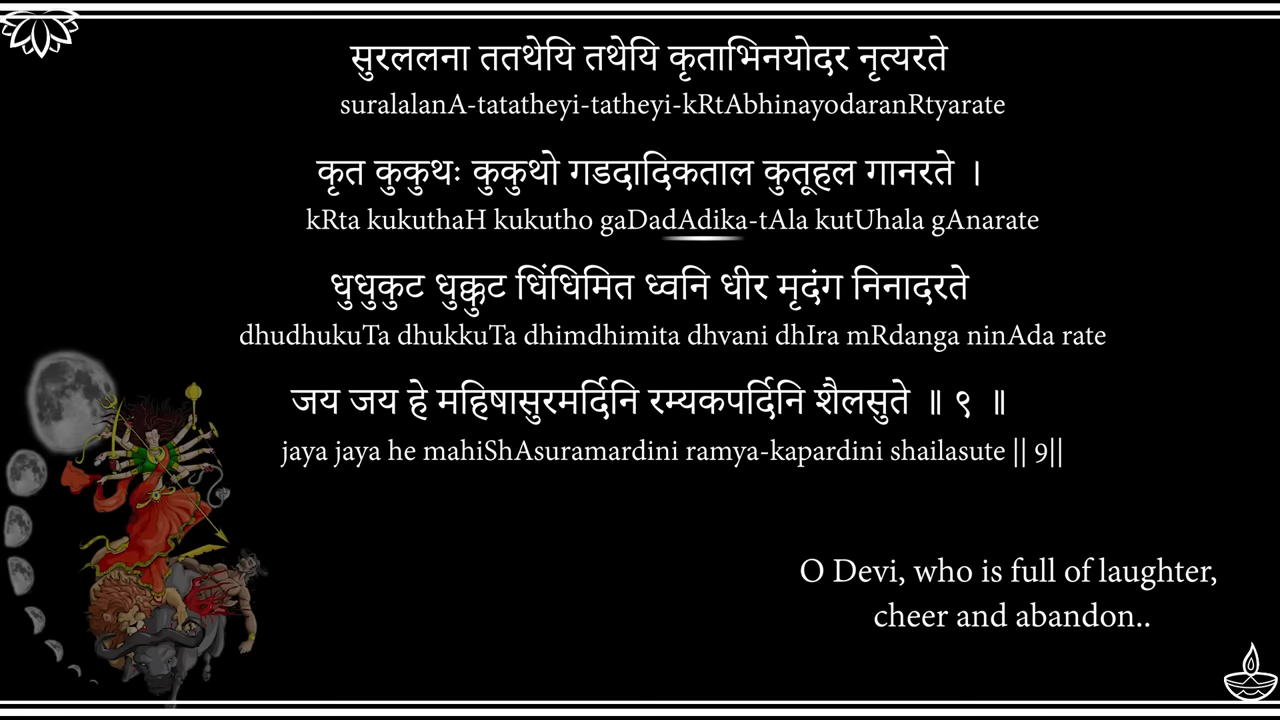 सुरललना ततथेयि तथेयि कृताभिनयोदर नृत्यरते
suralalanA-tatatheyi-tatheyi-kRtAbhinayodaranRtyarate
कृत कुकुथः कुकुथो गडदादिकताल कुतूहल गानरते ।
kRta kukuthaH kukutho gaDadAdika-tAla kutUhala gAnarate
धुधुकुट धुक्कुट धिंधिमित ध्वनि धीर मृदंग निनादरते
dhudhukuTa dhukkuTa dhimdhimita dhvani dhIra mRdanga ninAda rate
जय जय हे महिषासुरमर्दिनि रम्यकपर्दिनि शैलसुते ॥ ९ ॥
jaya jaya he mahiShAsuramardini ramya-kapardini shailasute || 9||
O Devi, who is full of laughter,
cheer and abandon..